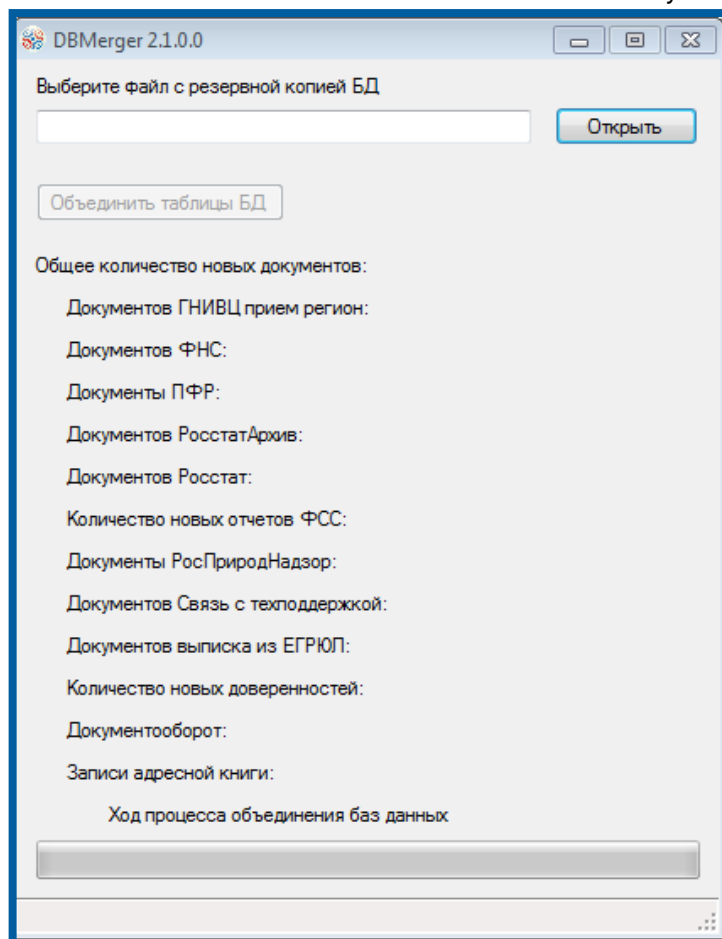 DBMerger 2.1.0.0
Выберите файл с резервной копией БД
Открыть
Объединить таблицы БД
Общее количество новых документов:
Документов ГНИВЦ прием регион:
Документов ФНС:
Документы ПФР:
Документов РосстатАрхив:
Документов Росстат:
Количество новых отчетов ФСС:
Документы РосПриродНадзор:
Документов Связь с техподдержкой:
Документов выписка из ЕГРЮЛ:
Количество новых доверенностей:
Документооборот:
Записи адресной книги:
Ход процесса объединения баз данных